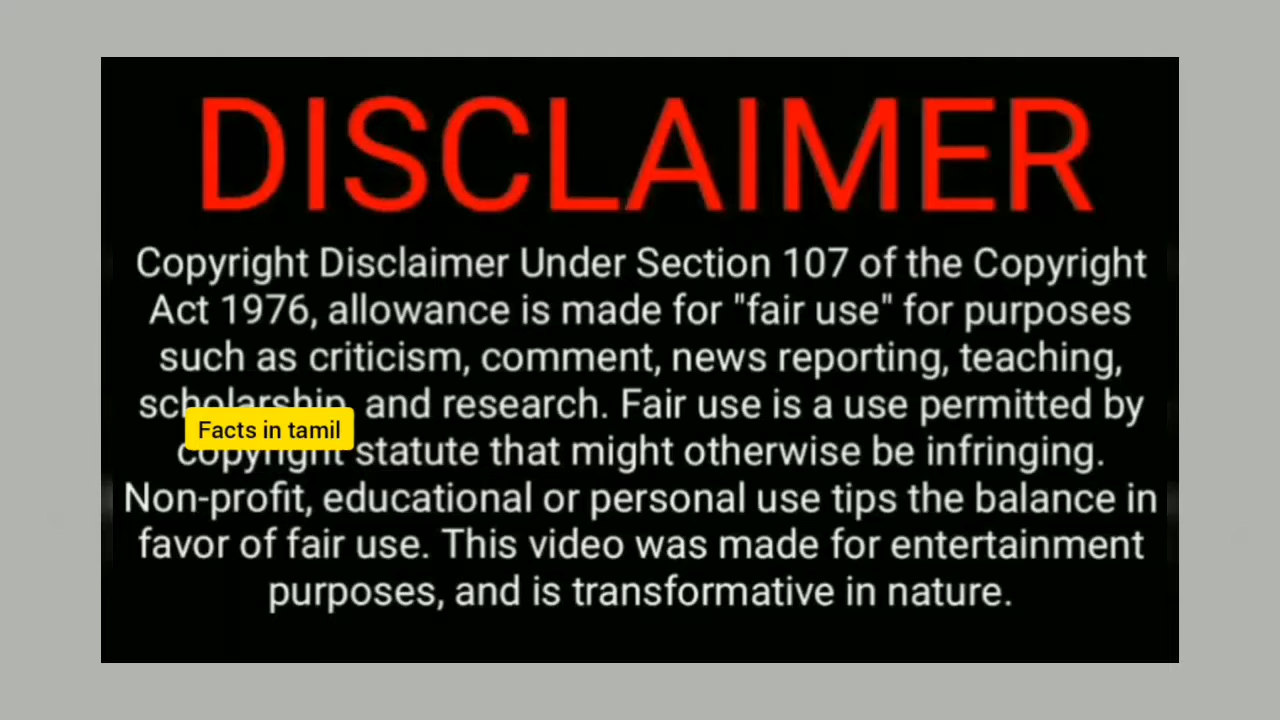 DISCLAIMER
Copyright Disclaimer Under Section 107 of the Copyright
Act 1976, allowance is made for "fair use" for purposes
such as criticism, comment, news reporting, teaching,
scholarship, and research. Fair use is a use permitted by
Facts in tamil
copyright statute that might otherwise be infringing.
Non-profit, educational or personal use tips the balance in
favor of fair use. This video was made for entertainment
purposes, and is transformative in nature.